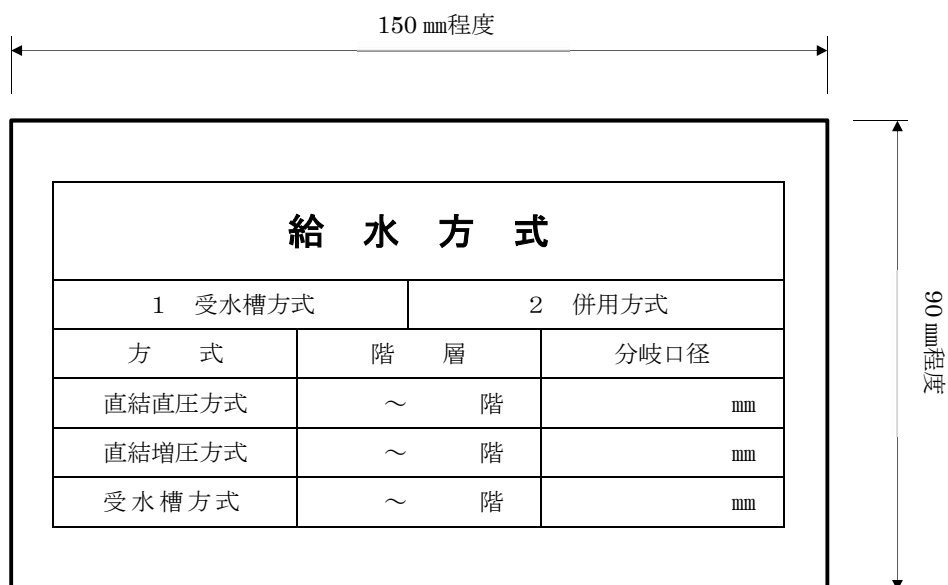 150 ㎜程度
給 水 方 式
1 受水槽方式 2 併用方式
方 式 階 層 分岐口径
直結直圧方式 ～ 階 ㎜
直結増圧方式 ～ 階 ㎜
受水槽方式 ～ 階 ㎜
90 ㎜程度